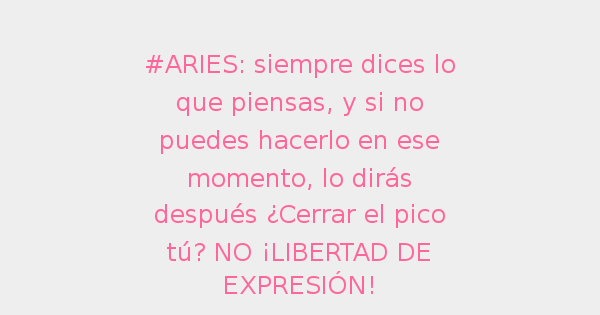 #ARIES: siempre dices lo
que piensas, y si no
puedes hacerlo en ese
momento, lo dirás
después ¿Cerrar el pico
tú? NO ¡LIBERTAD DE
EXPRESIÓN!